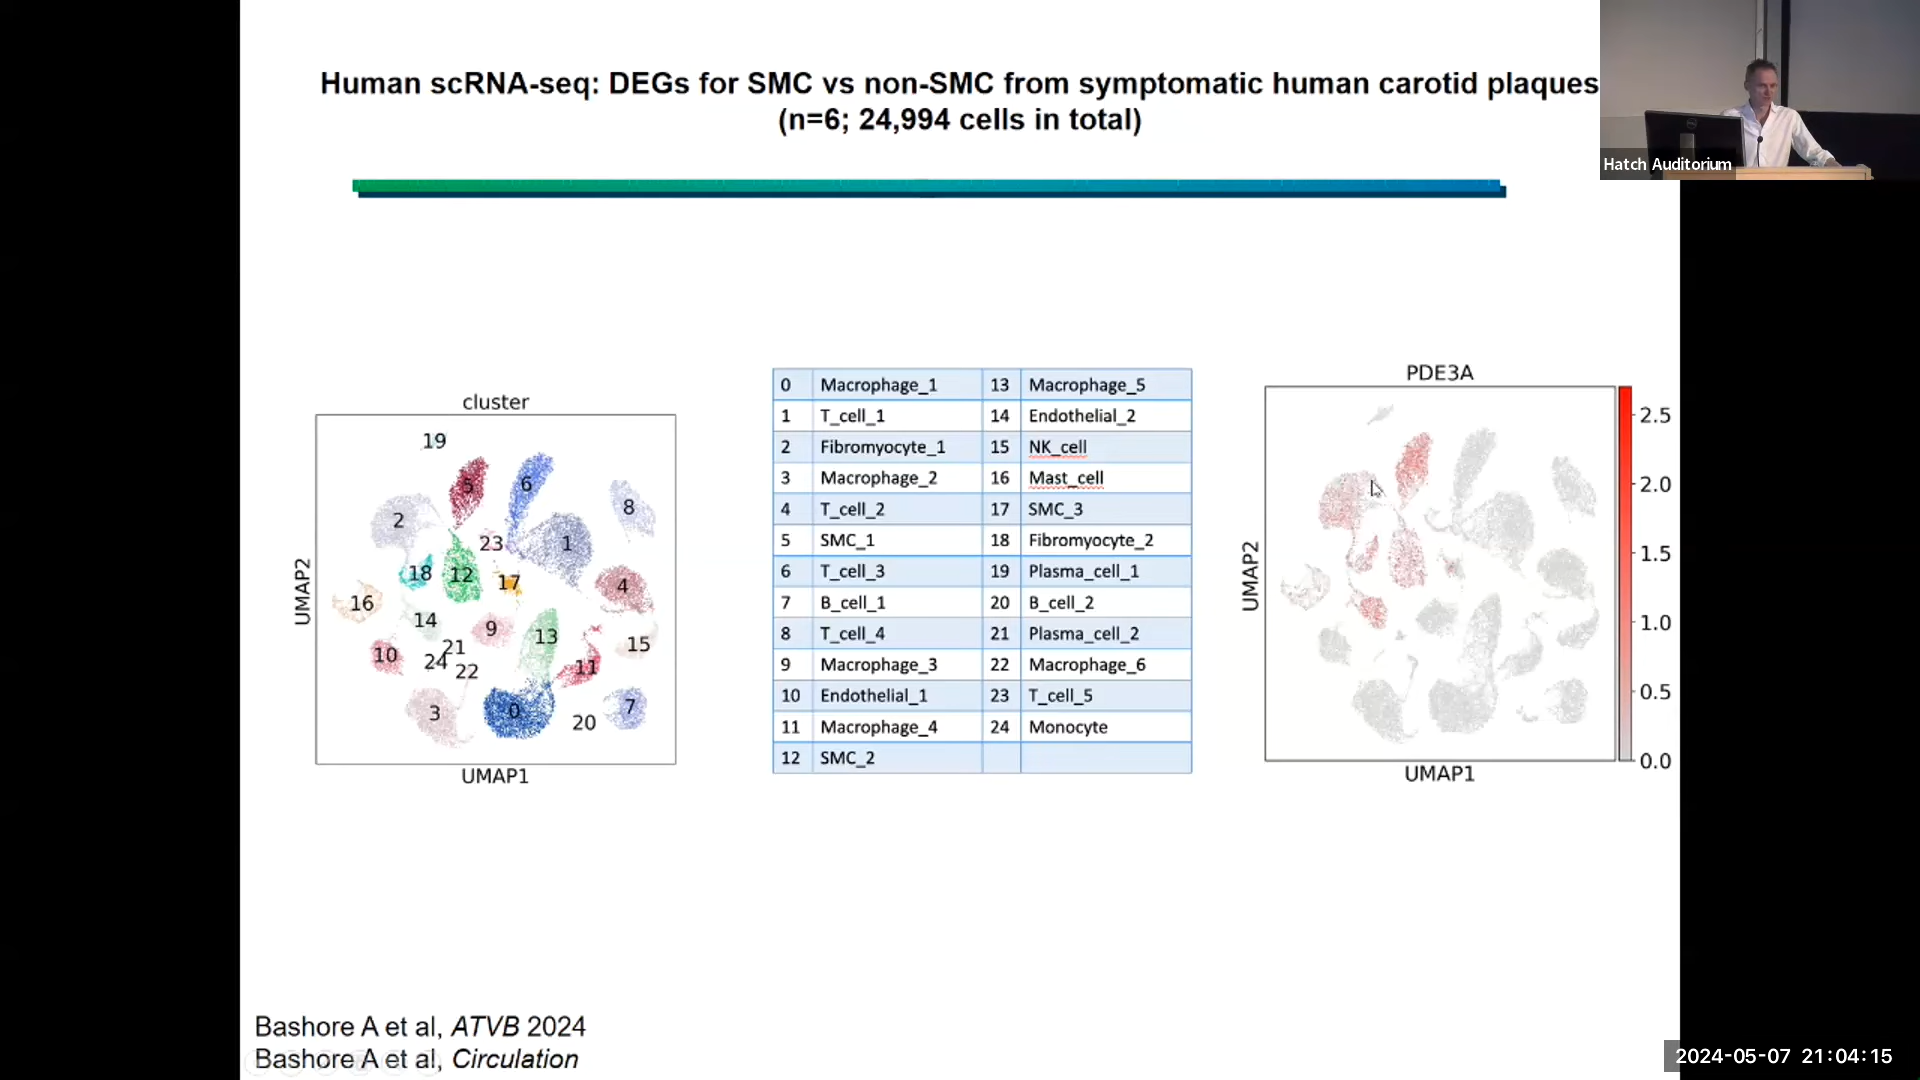 Human scRNA-seq: DEGs for SMC vs non-SMC from symptomatic human carotid plaques
(n=6; 24,994 cells in total)
Hatch Auditorium
cluster
19
5
6
8
2
23
1
18
12
17
4
16
14
9
13
15
10
21
24
22
11
3
0
20
7
UMAP2
UMAP1
0 Macrophage_1 13 Macrophage_5
1 T_cell_1 14 Endothelial_2
2 Fibromyocyte_1 15 NK_cell
3 Macrophage_2 16 Mast_cell
4 T_cell_2 17 SMC_3
5 SMC_1 18 Fibromyocyte_2
6 T_cell_3 19 Plasma_cell_1
7 B_cell_1 20 B_cell_2
8 T_cell_4 21 Plasma_cell_2
9 Macrophage_3 22 Macrophage_6
10 Endothelial_1 23 T_cell_5
11 Macrophage_4 24 Monocyte
12 SMC_2
PDE3A
UMAP2
UMAP1
2.5
2.0
1.5
1.0
0.5
0.0
Bashore A et al, ATVB 2024
Bashore A et al, Circulation
2024-05-07 21:04:15